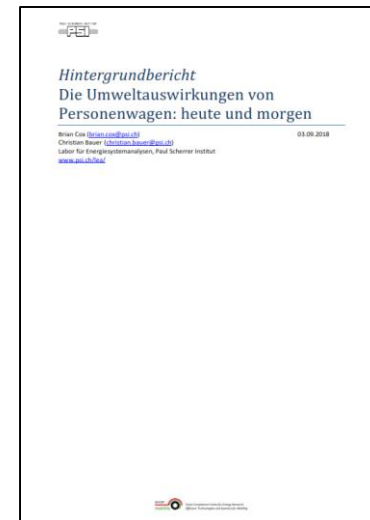 PSI
Hintergrundbericht
Die Umweltauswirkungen von
Personenwagen: heute und morgen
Brian Cox (brian.cox@psi.ch) 03.09.2018
Christian Bauer (christian.bauer@psi.ch)
Labor für Energiesystemanalysen, Paul Scherrer Institut
www.psi.ch/lea/